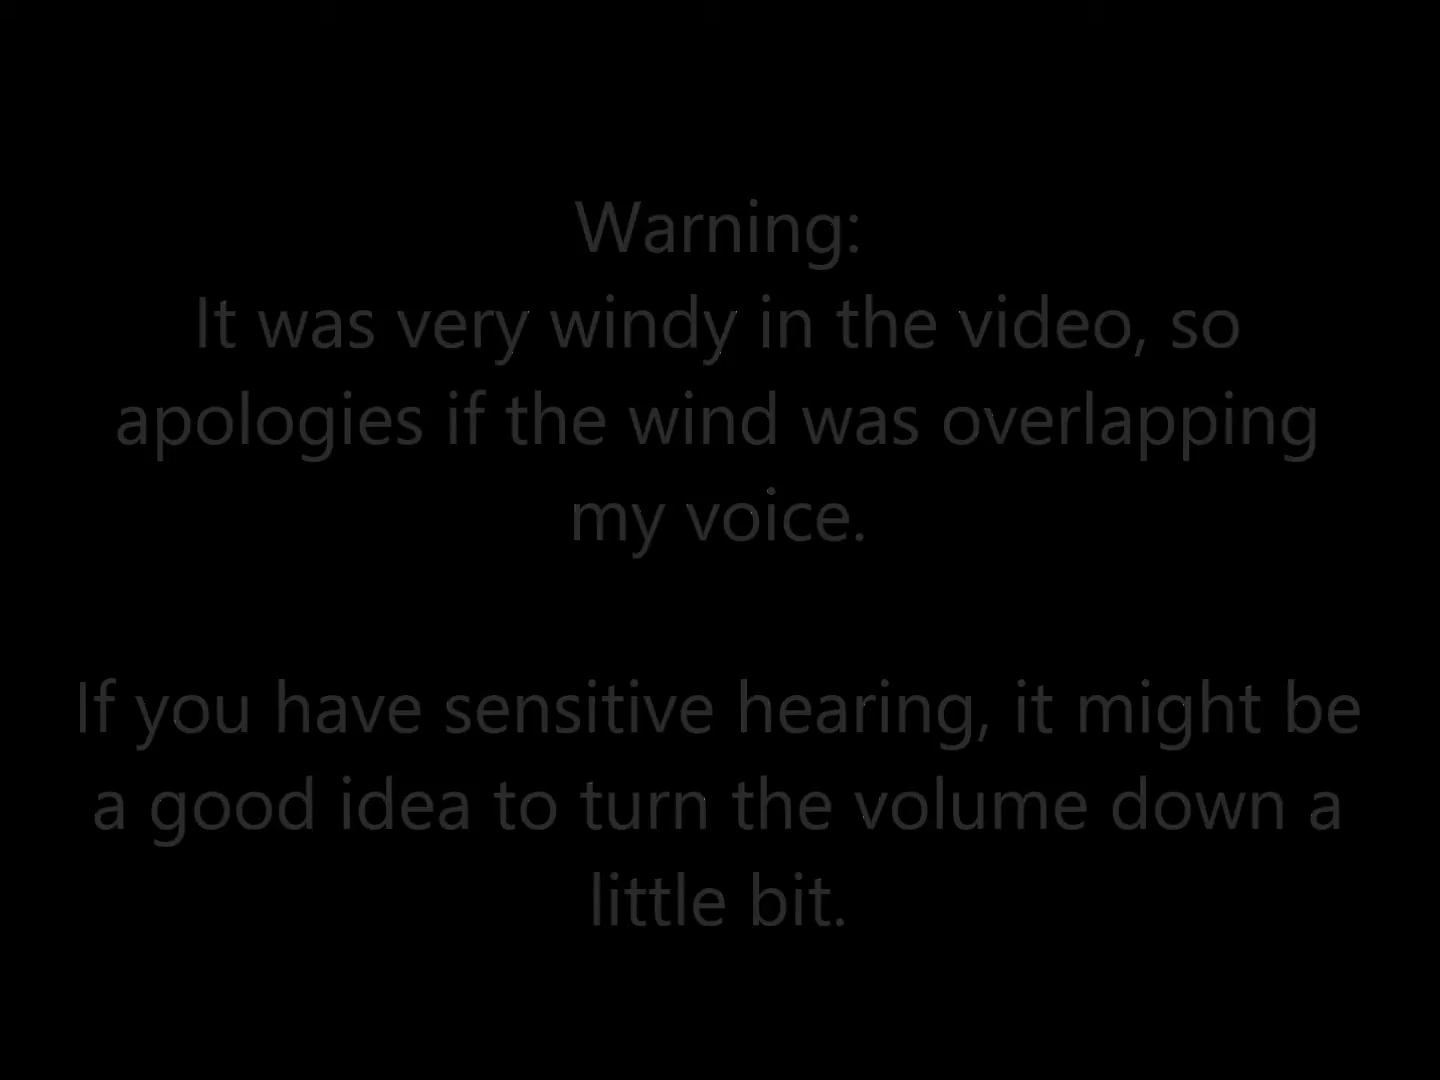 Warning:
It was very windy in the video, so
apologies if the wind was overlapping
my voice.
If you have sensitive hearing, it might be
a good idea to turn the volume down a
little bit.